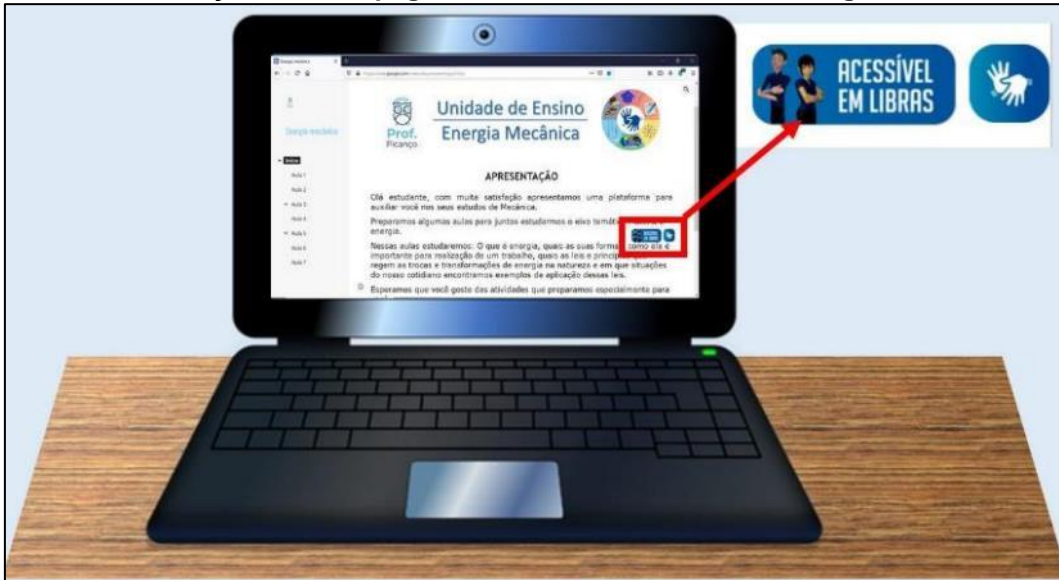 Energia mecânica
ACESSÍVEL
EM LIBRAS
Unidade de Ensino
Energia Mecânica
Prof.
Picanço
Energia mecânica
Início
Aula 1
Aula 2
Aula 3
Aula 4
Aula 5
Aula 6
Aula 7
APRESENTAÇÃO
Olá estudante, com muita satisfação apresentamos uma plataforma para
auxiliar você nos seus estudos de Mecânica.
Preparamos algumas aulas para juntos estudarmos o eixo
energia.
Nessas aulas estudaremos: O que é energia, quais as suas como ela é
importante para realização de um trabalho, quais as leis e
regem as trocas e transformações de energia na natureza e em que situações
do nosso cotidiano encontramos exemplos de aplicação dessas leis.
Esperamos que você goste das atividades que preparamos especialmente para